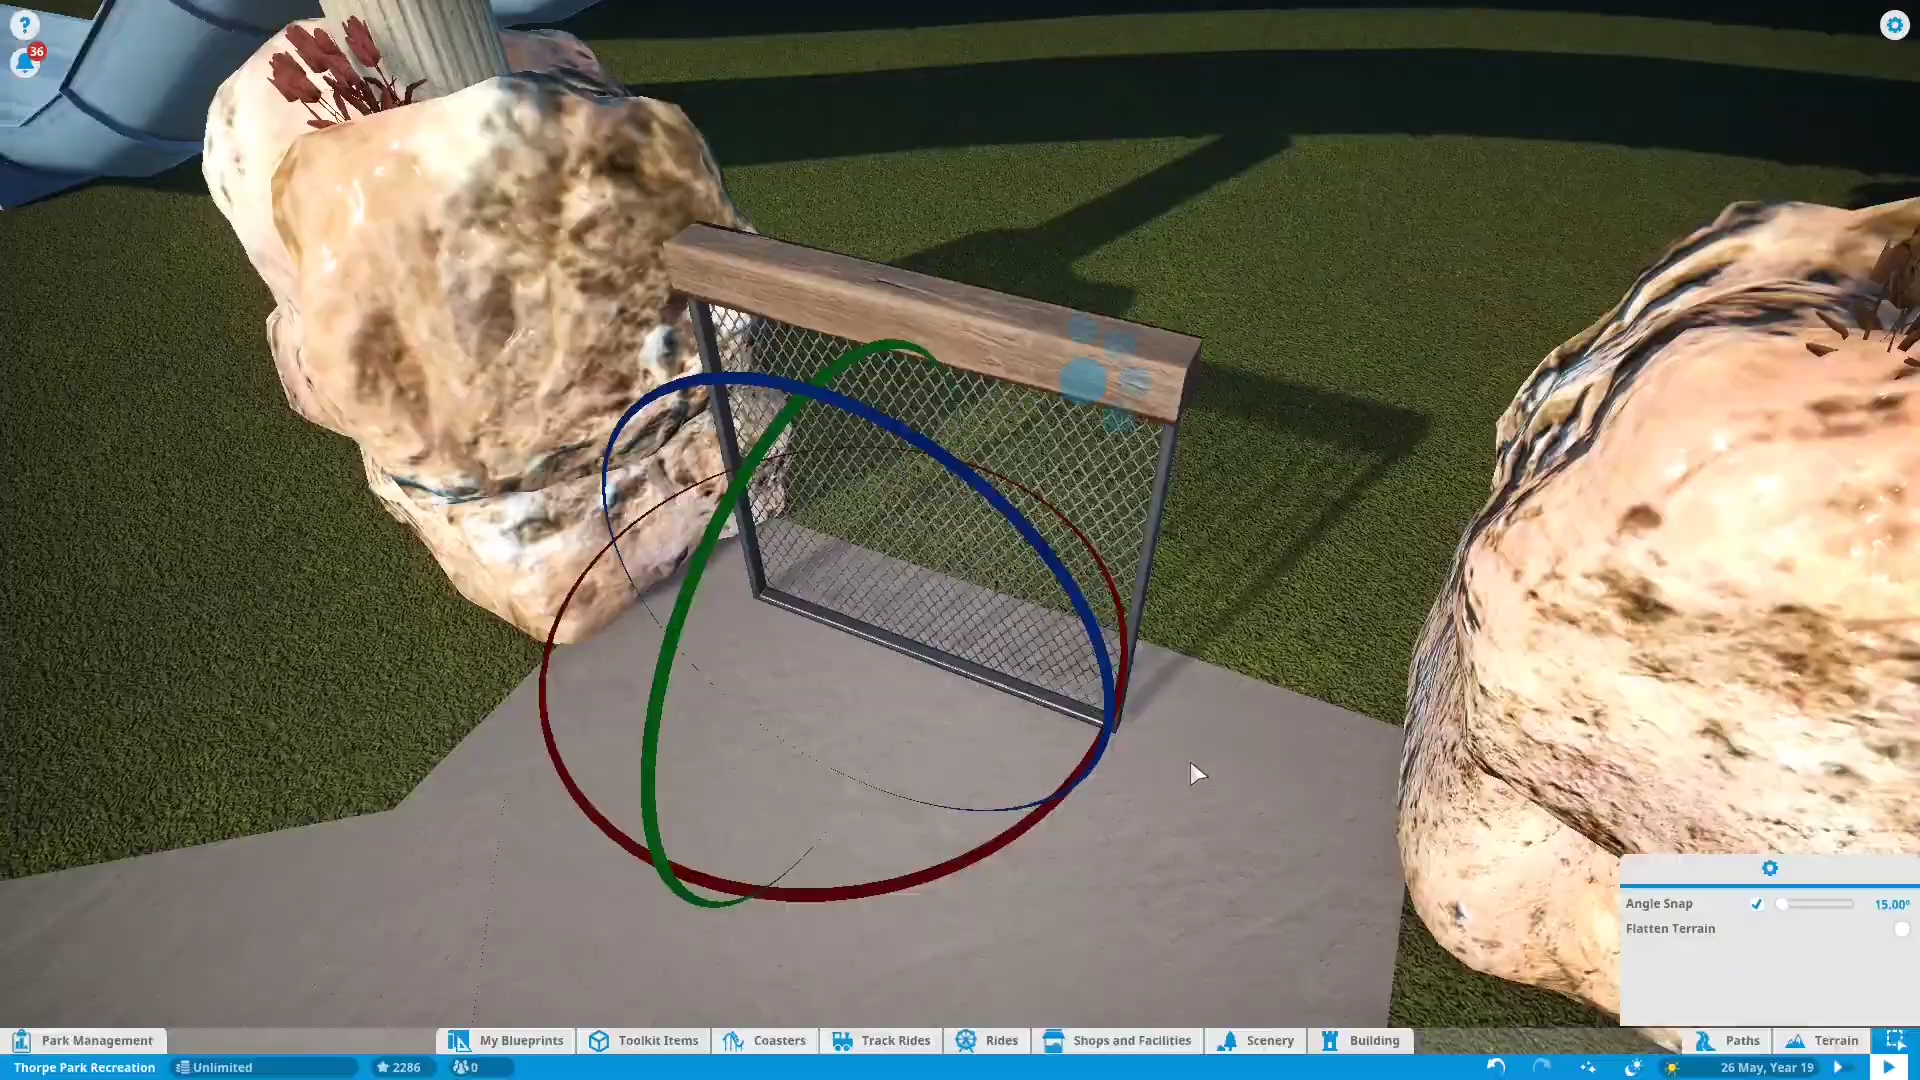 ?
36
Angle Snap 15.00°
Flatten Terrain
Park Management My Blueprints Toolkit Items Coasters Track Rides Rides Shops and Facilities Scenery Building Paths Terrain
Thorpe Park Recreation Unlimited 2286 0 26 May, Year 19